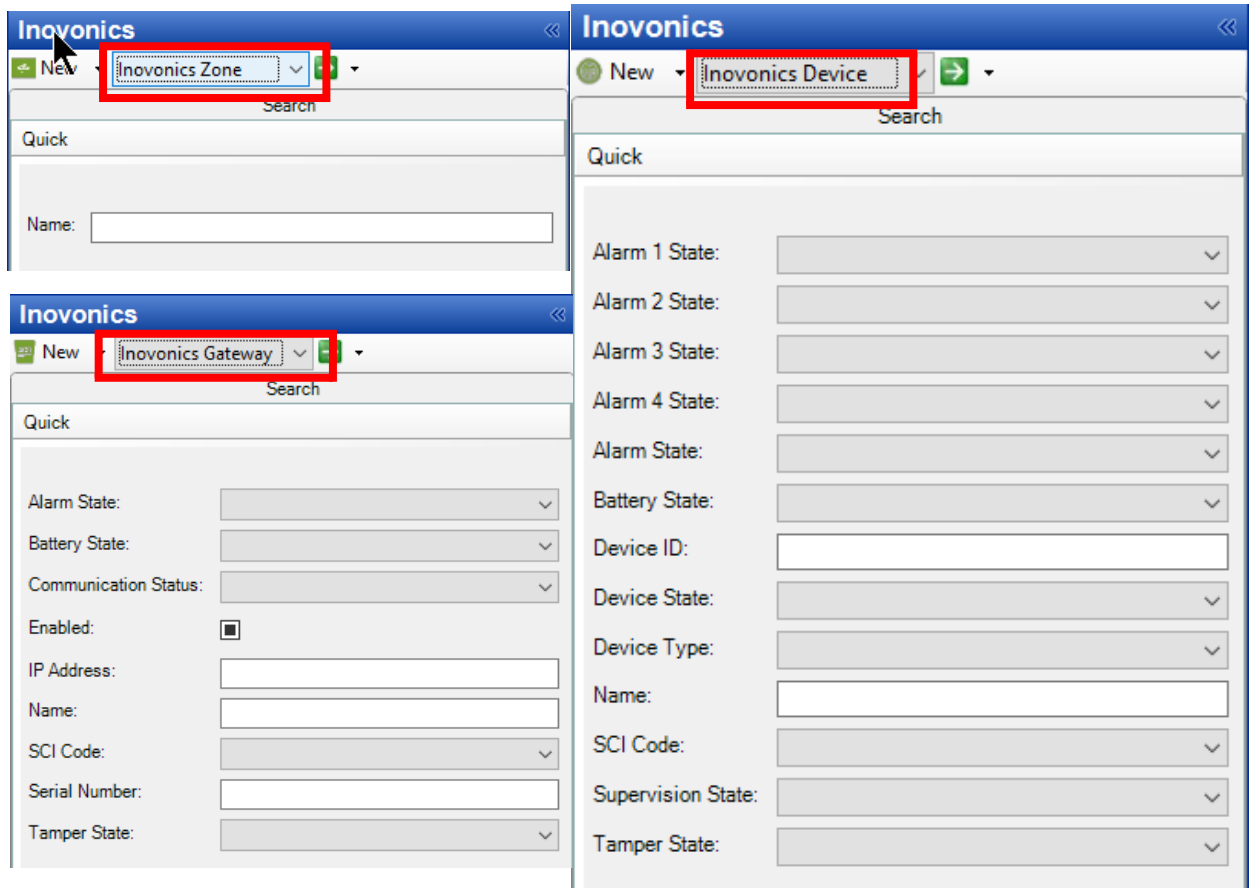 Inovonics
New
Inovonics Zone
Search
Quick
Name:
Inovonics
New
Inovonics Gateway
Search
Quick
Alarm State:
Battery State:
Communication Status:
Enabled:
IP Address:
Name:
SCI Code:
Serial Number:
Tamper State:
Inovonics
New
Inovonics Device
Search
Quick
Alarm 1 State:
Alarm 2 State:
Alarm 3 State:
Alarm 4 State:
Alarm State:
Battery State:
Device ID:
Device State:
Device Type:
Name:
SCI Code:
Supervision State:
Tamper State: